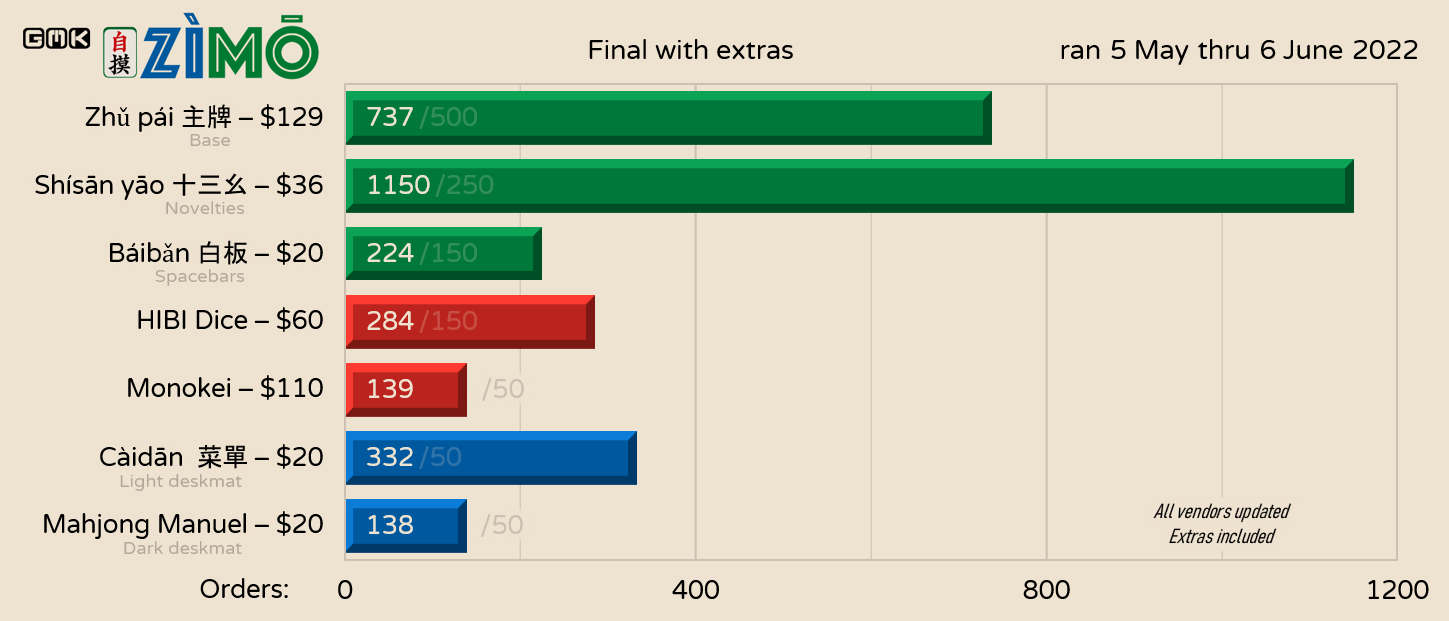 GMK 自摸 ZÌMŌ
Final with extras
ran 5 May thru 6 June 2022
Zhǔ pái 主牌 – $129
Base
737 /500
Shísān yāo 十三幺 – $36
Novelties
1150 /250
Báibǎn 白板 – $20
Spacebars
224 /150
HIBI Dice – $60
284 /150
Monokei – $110
139 /50
Càidān 菜單 – $20
Light deskmat
332 /50
Mahjong Manuel – $20
Dark deskmat
138 /50
All vendors updated
Extras included
Orders: 0 400 800 1200